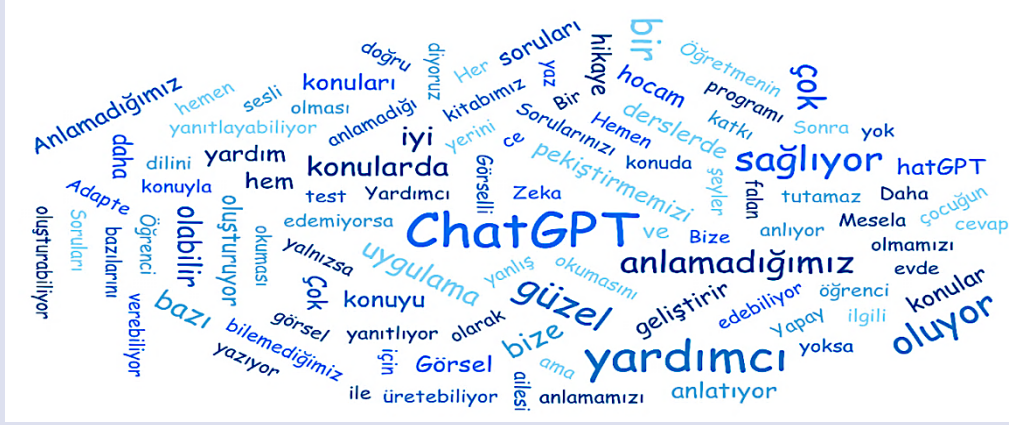 bir
soruları
hikaye
doğru
diyoruz
Her
yaz
Öğretmenin
çok
Anlamadığımız
hemen
sesli
konuları
olması
kitabımız
Bir
hocam
programı
yanıtlayabiliyor
anlamadığı
iyi
yerini
ce
Sorularınızı
Hemen
derslerde
katkı
Sonra
yok
daha
dilini
yardım
konularda
Görselli
pekiştirmemizi
konuda
şeyler
sağlıyor
hatGPT
Adapte
konuyla
hem
test
Yardımcı
Zeka
falan
tutamaz
Daha
çocuğun
cevap
oluşturabiliyor
Soruları
bazılarını
Öğrenci
olabilir
oluşturuyor
okuması
edemiyorsa
ChatGPT
ve
Bize
anlıyor
Mesela
olmamızı
yalnızsa
uygulama
yanlış
okumasını
anlamadığımız
evde
verebiliyor
bazı
bilemediğimiz
görsel
Çok
konuyu
güzel
geliştirir
edebiliyor
öğrenci
konular
yazıyor
yanıtlıyor
olarak
bize
Yapay
ilgili
oluyor
için
Görsel
ama
yardımcı
yoksa
ile
üretebiliyor
ailesi
anlamamızı
anlatıyor